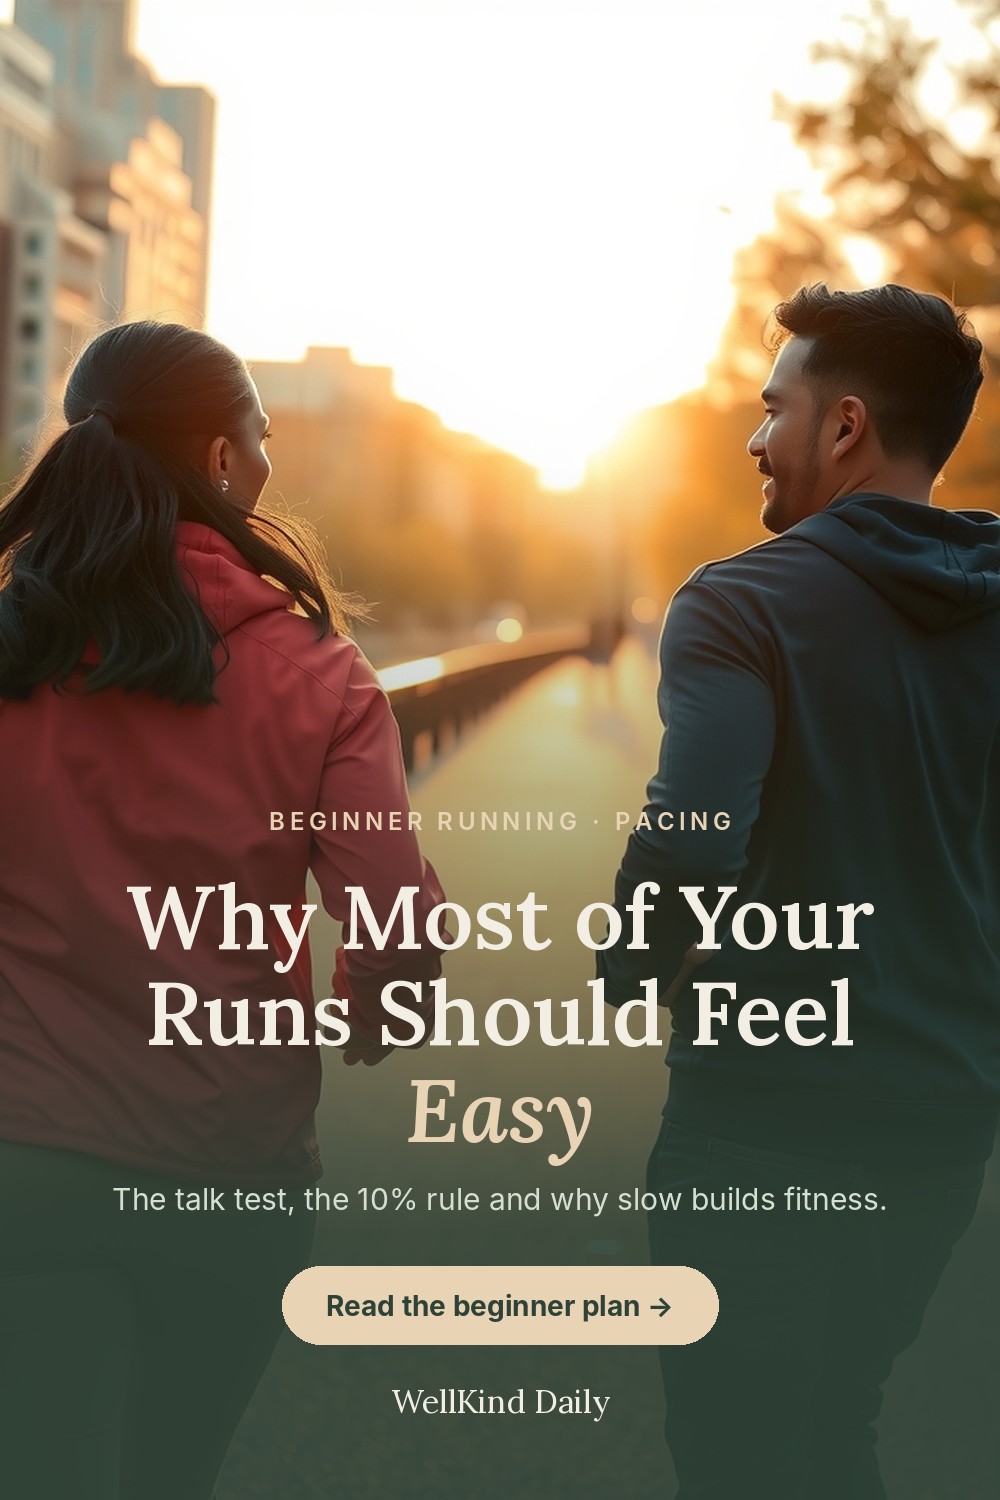 BEGINNER RUNNING · PACING
Why Most of Your
Runs Should Feel
Easy
The talk test, the 10% rule and why slow builds fitness.
Read the beginner plan →
WellKind Daily